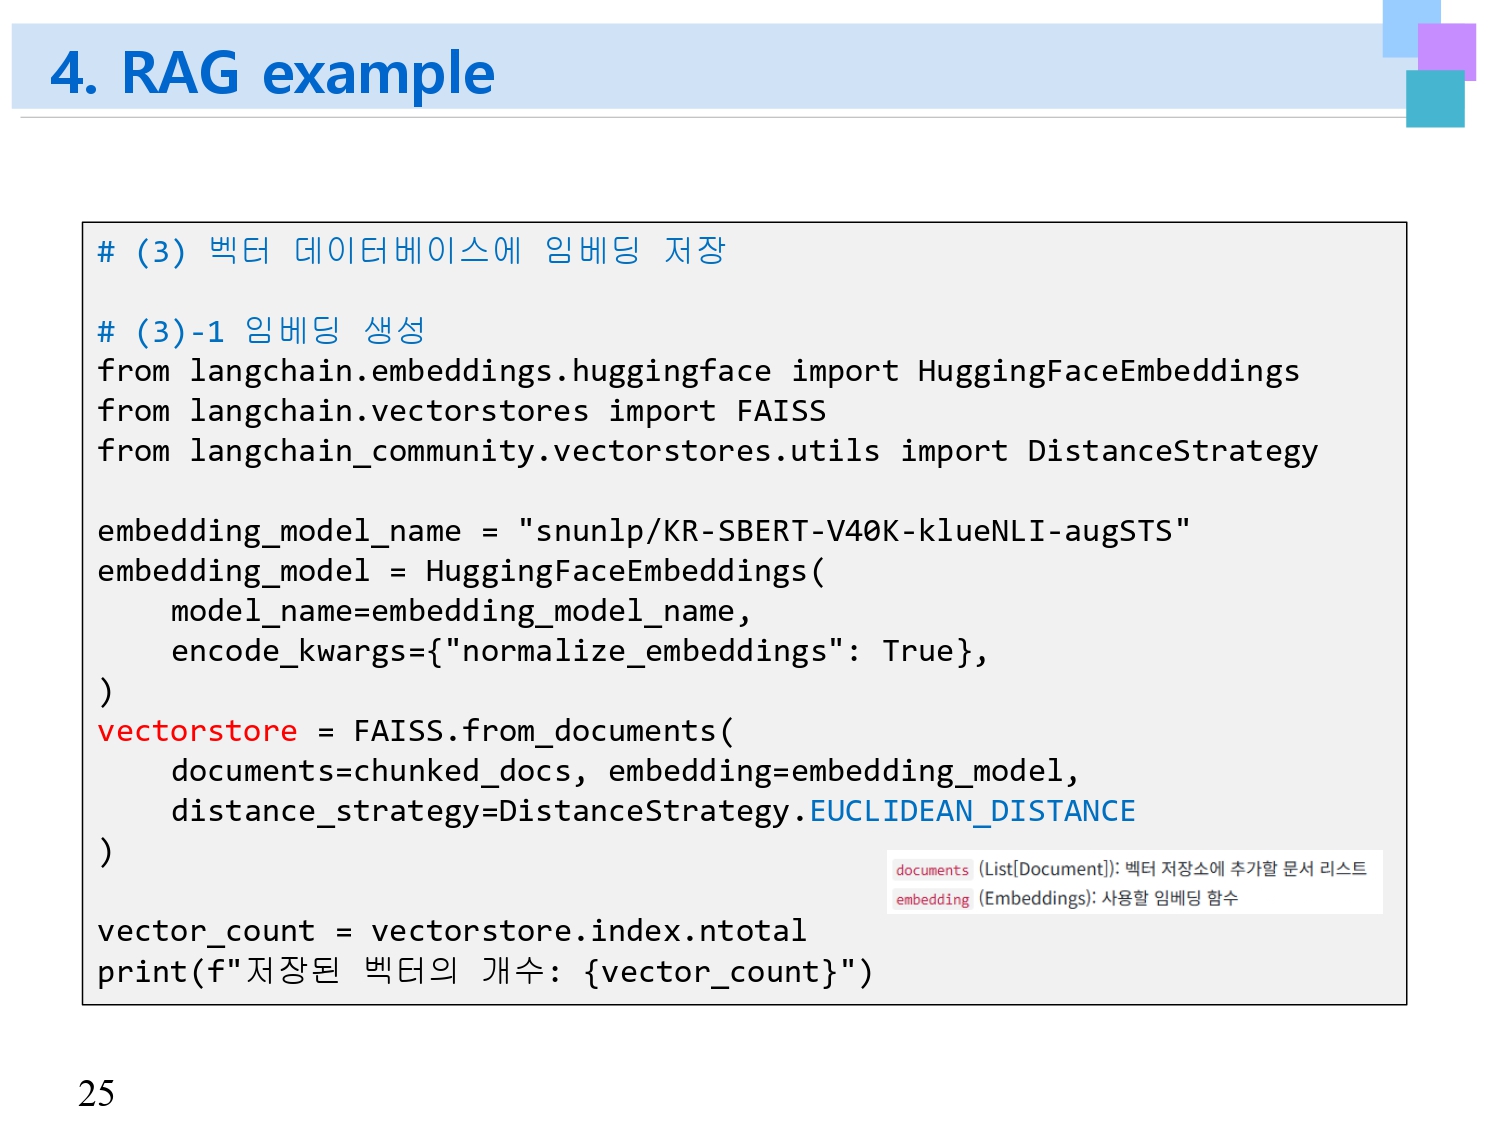 4. RAG example
# (3) 벡터 데이터베이스에 임베딩 저장
# (3)-1 임베딩 생성
from langchain.embeddings.huggingface import HuggingFaceEmbeddings
from langchain.vectorstores import FAISS
from langchain_community.vectorstores.utils import DistanceStrategy
embedding_model_name = "snunlp/KR-SBERT-V40K-klueNLI-augSTS"
embedding_model = HuggingFaceEmbeddings(
    model_name=embedding_model_name,
    encode_kwargs={"normalize_embeddings": True},
)
vectorstore = FAISS.from_documents(
    documents=chunked_docs, embedding=embedding_model,
    distance_strategy=DistanceStrategy.EUCLIDEAN_DISTANCE
)
documents (List[Document]): 벡터 저장소에 추가할 문서 리스트
embedding (Embeddings): 사용할 임베딩 함수
vector_count = vectorstore.index.ntotal
print(f"저장된 벡터의 개수: {vector_count}")
25